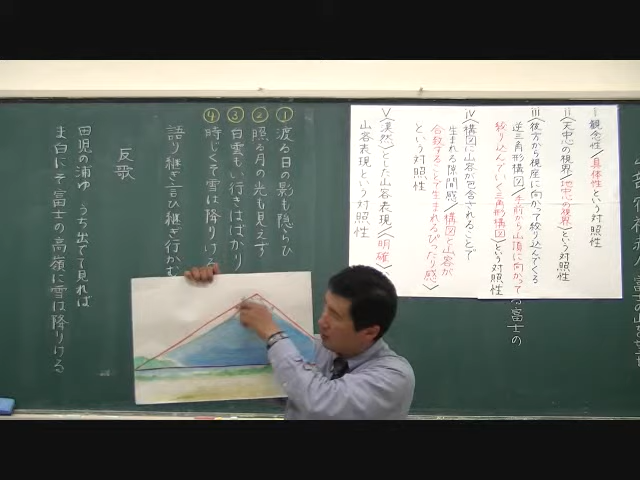 i 観念性/具体性という対照性
ii〈天中心の視界/地中心の視界〉という対照性
iii〈後方から視座に向かって絞り込んでくる
逆三角形構図/手前から山頂に向かって
絞り込んでいく三角形構図〉という対照性
iv〈構図に山容が包含されることで
生まれる隙間感/構図と山容が
合致することで生まれるぴったり感〉
という対照性
V〈漠然〉とした山容表現/〈明確〉
山容表現という対照性
る富士の
①渡る日の影も隠らひ
②照る月の光も見えず
③白雲もい行きはばかり
④時じくそ雪は降りける
語り継ぎ言ひ継ぎ行かむ
反歌
田児の浦ゆ うち出でて見れば
ま白にそ富士の高嶺に雪は降りける